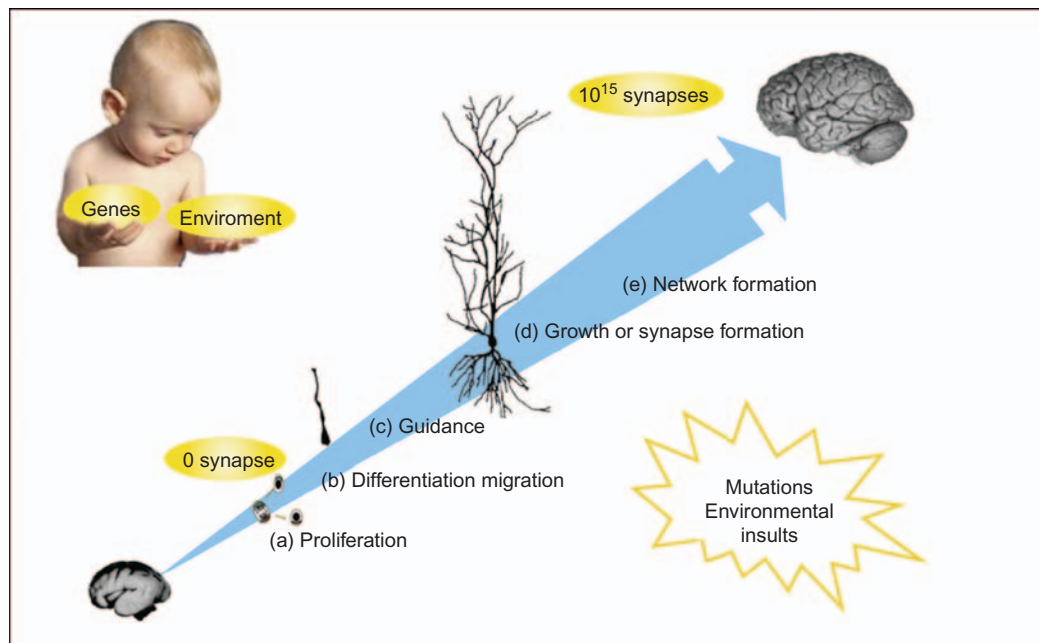 10¹⁵ synapses
Genes
Enviroment
(e) Network formation
(d) Growth or synapse formation
(c) Guidance
0 synapse
(b) Differentiation migration
(a) Proliferation
Mutations
Environmental
insults